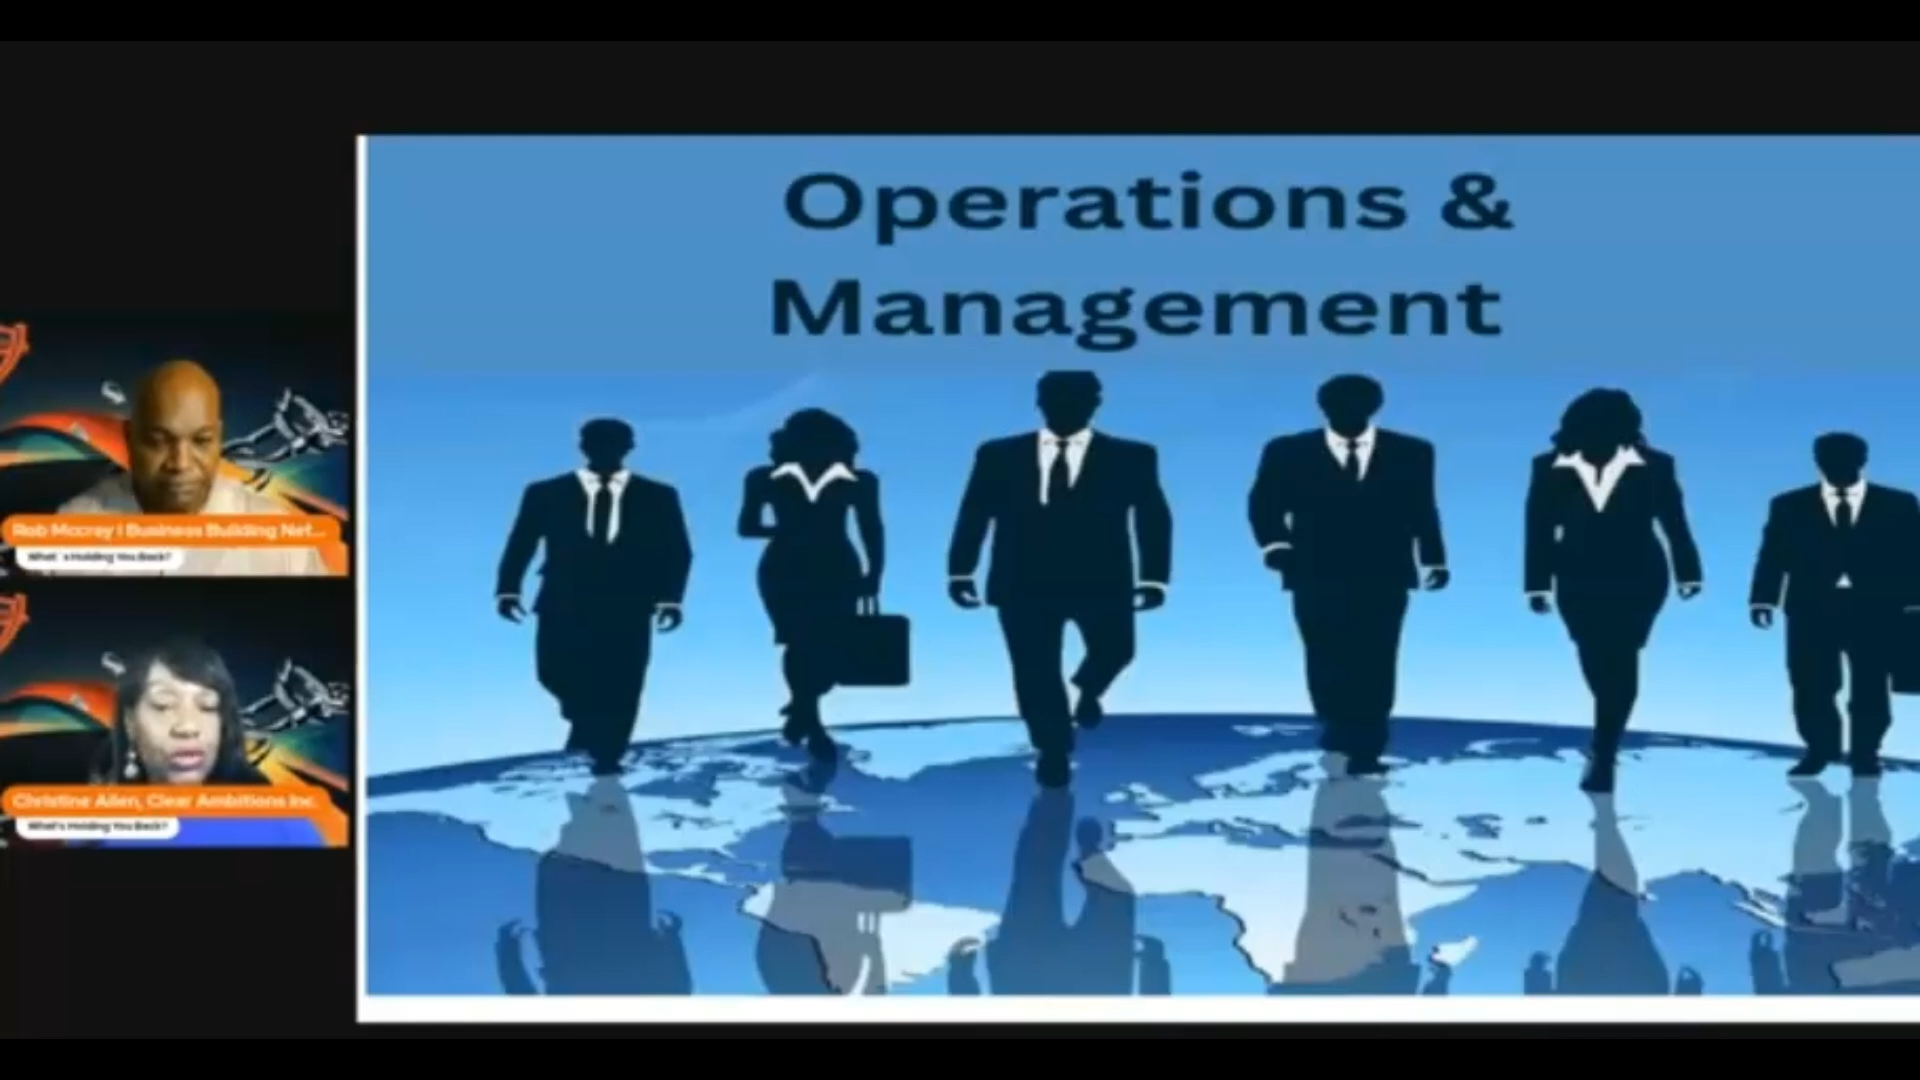 Operations &
Management
Rob Mccray | Business Building Net...
What's Holding You Back?
Christine Allen, Clear Ambitions Inc.
What's Holding You Back?